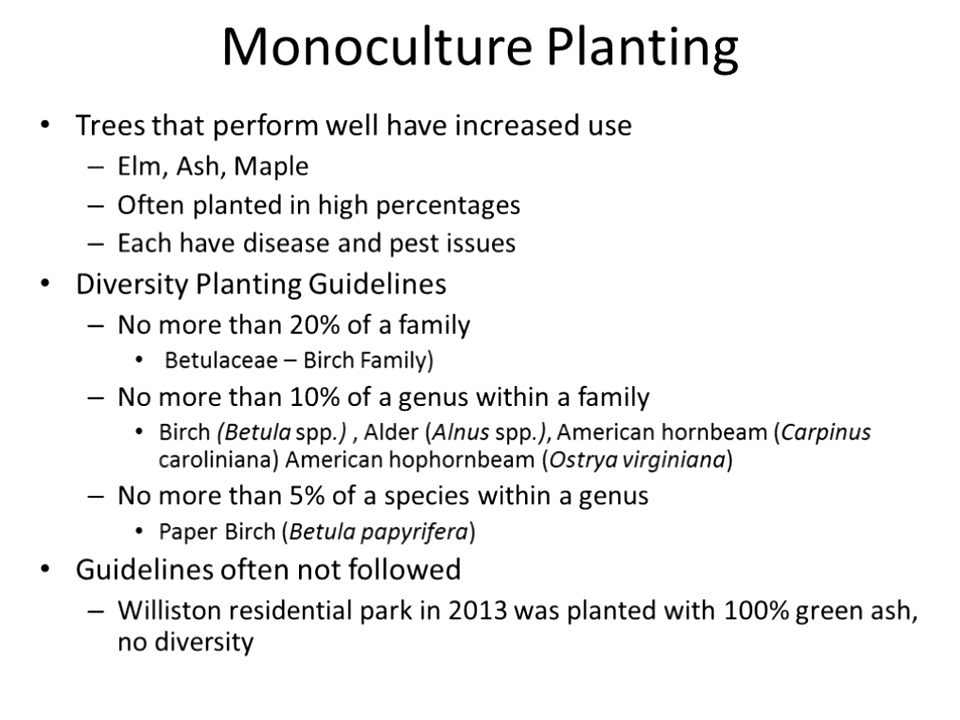 Monoculture Planting
• Trees that perform well have increased use
– Elm, Ash, Maple
– Often planted in high percentages
– Each have disease and pest issues
• Diversity Planting Guidelines
– No more than 20% of a family
• Betulaceae – Birch Family)
– No more than 10% of a genus within a family
• Birch (Betula spp.) , Alder (Alnus spp.), American hornbeam (Carpinus
caroliniana) American hophornbeam (Ostrya virginiana)
– No more than 5% of a species within a genus
• Paper Birch (Betula papyrifera)
• Guidelines often not followed
– Williston residential park in 2013 was planted with 100% green ash,
no diversity